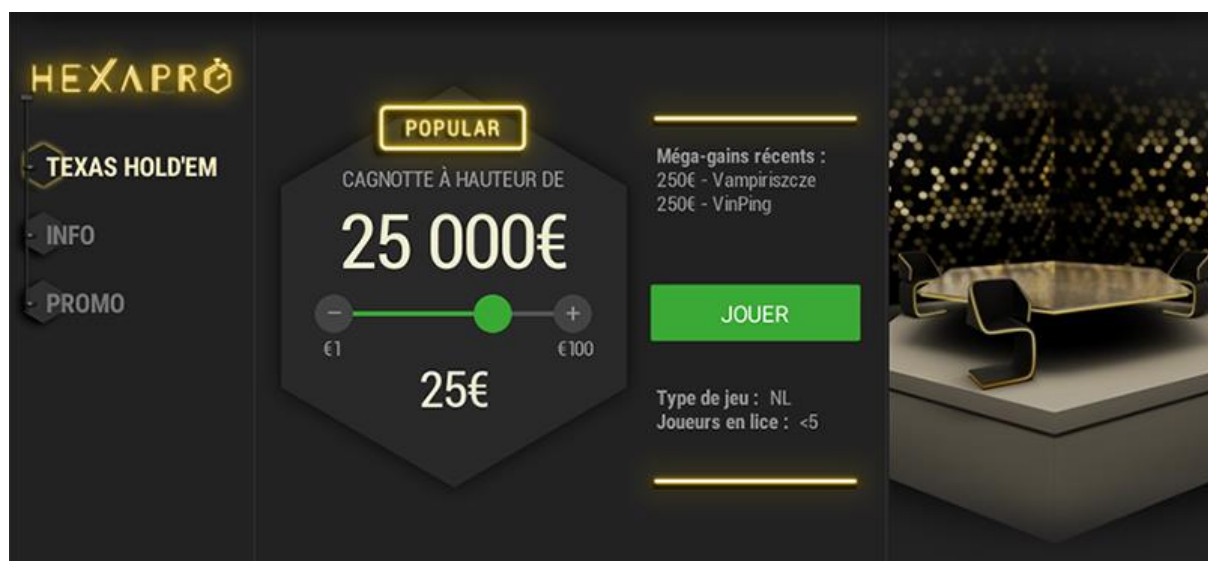 HEXAPRO
TEXAS HOLD'EM
INFO
PROMO
POPULAR
CAGNOTTE À HAUTEUR DE
25 000€
−
+
€1
€100
25€
Méga-gains récents :
250€ - Vampiriszcze
250€ - VinPing
JOUER
Type de jeu : NL
Joueurs en lice : <5